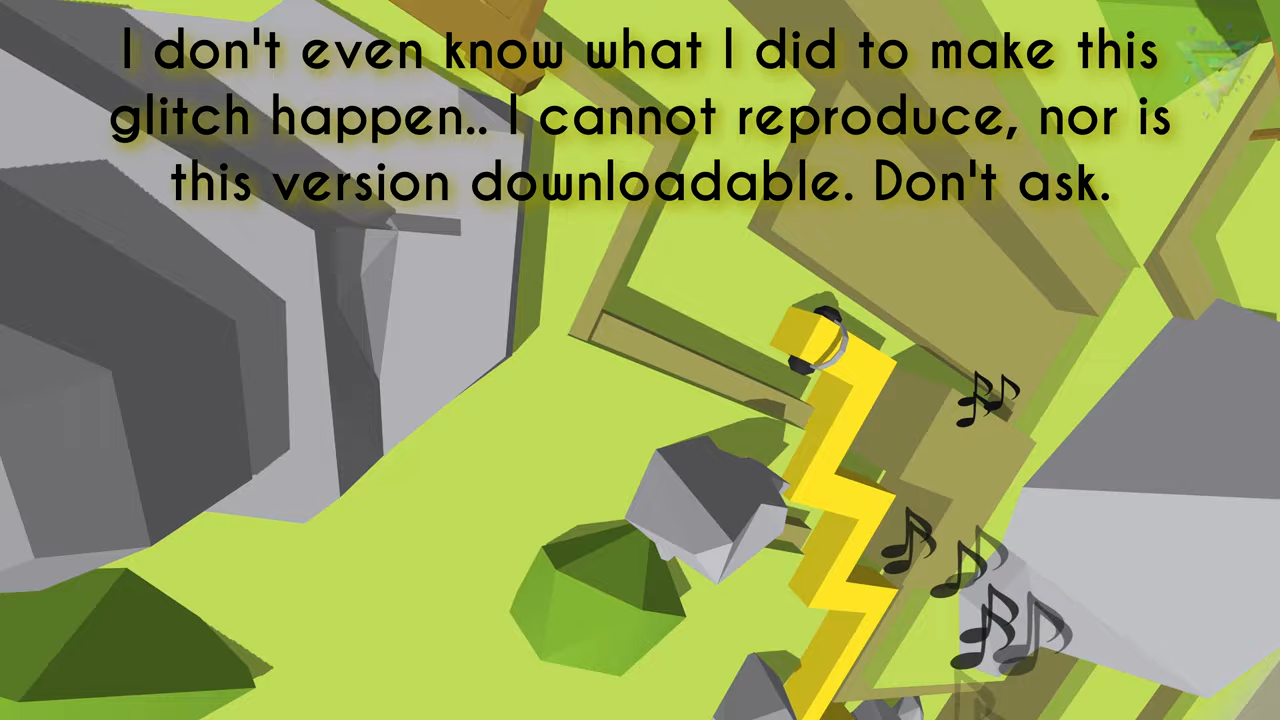 I don't even know what I did to make this
glitch happen.. I cannot reproduce, nor is
this version downloadable. Don't ask.